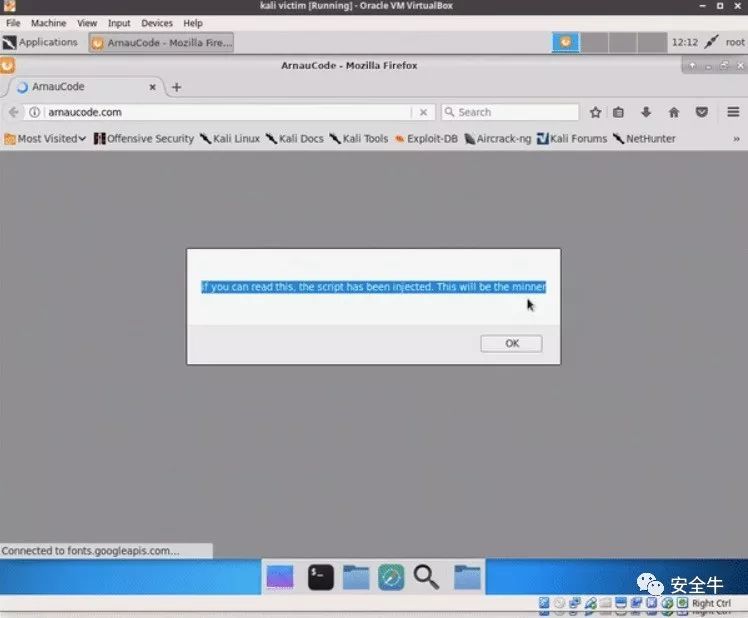 kali victim [Running] - Oracle VM VirtualBox
File Machine View Input Devices Help
Applications ArnauCode - Mozilla Fire... 12:12 root
ArnauCode - Mozilla Firefox
ArnauCode
arnaucode.com Search
Most Visited Offensive Security Kali Linux Kali Docs Kali Tools Exploit-DB Aircrack-ng Kali Forums NetHunter »
If you can read this, the script has been injected. This will be the minner
OK
Connected to fonts.googleapis.com...
安全牛
Right Ctrl